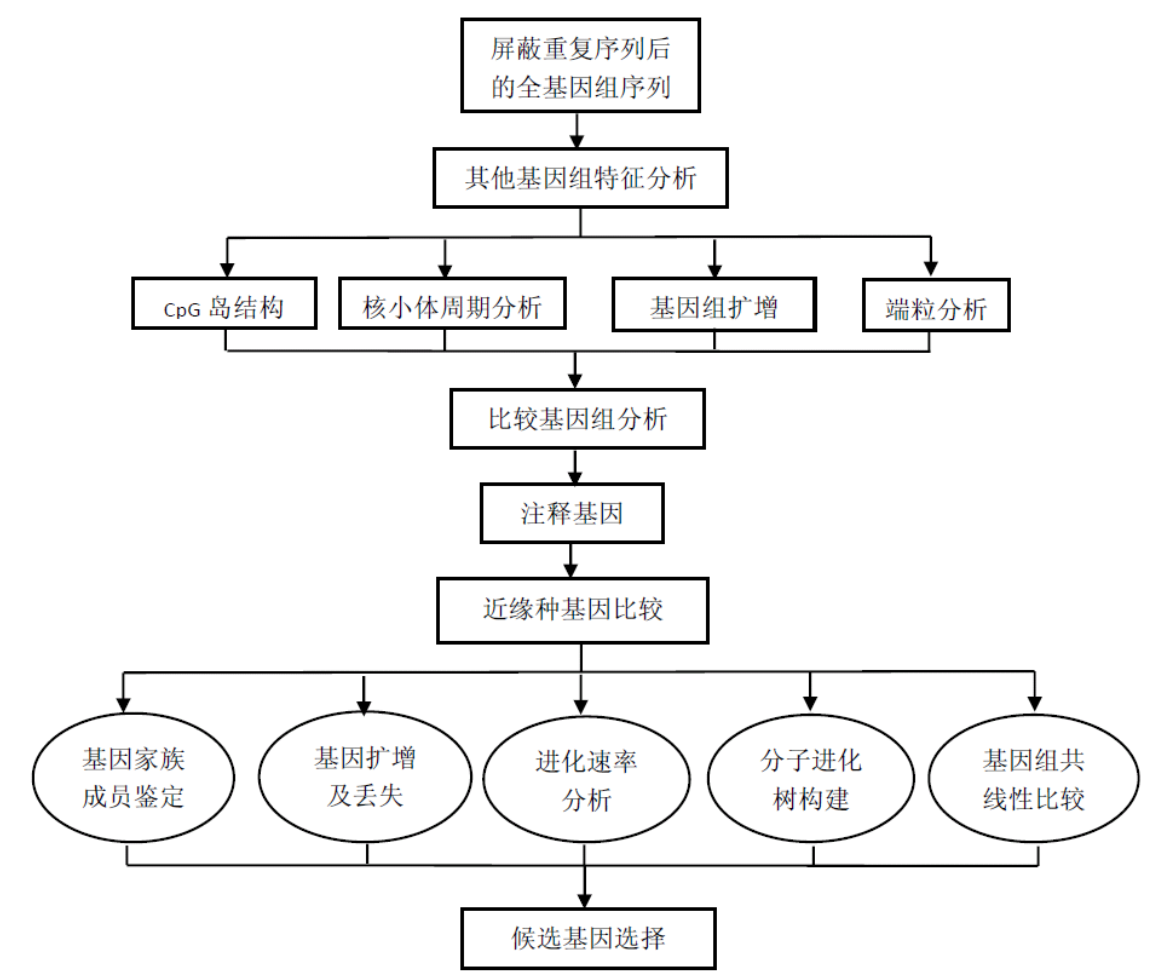 屏蔽重复序列后
的全基因组序列
其他基因组特征分析
CpG 岛结构
核小体周期分析
基因组扩增
端粒分析
比较基因组分析
注释基因
近缘种基因比较
基因家族
成员鉴定
基因扩增
及丢失
进化速率
分析
分子进化
树构建
基因组共
线性比较
候选基因选择